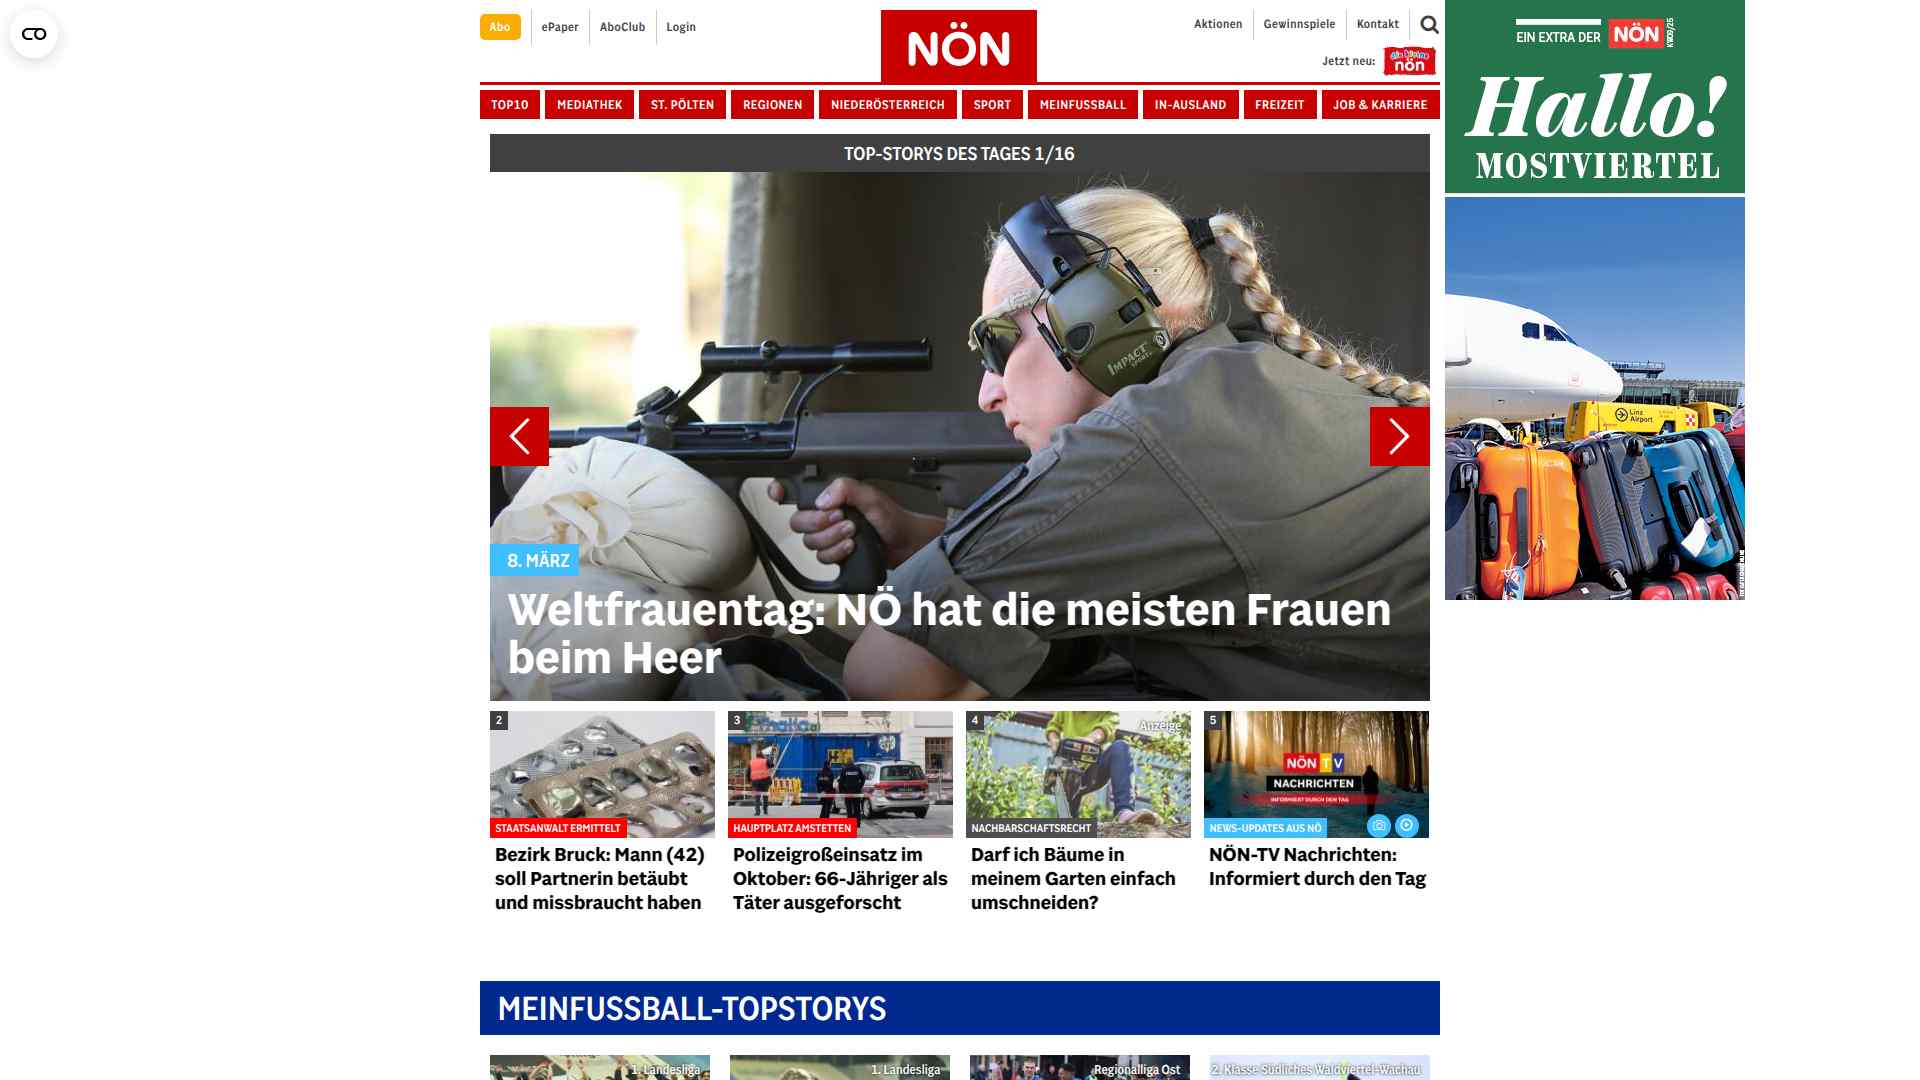 Abo
ePaper
AboClub
Login
NÖN
Aktionen
Gewinnspiele
Kontakt
Jetzt neu:
die kleine
nön
TOP10
MEDIATHEK
ST. PÖLTEN
REGIONEN
NIEDERÖSTERREICH
SPORT
MEINFUSSBALL
IN-AUSLAND
FREIZEIT
JOB & KARRIERE
TOP-STORYS DES TAGES 1/16
IMPACT
SPORT
8. MÄRZ
Weltfrauentag: NÖ hat die meisten Frauen
beim Heer
2
STAATSANWALT ERMITTELT
Bezirk Bruck: Mann (42)
soll Partnerin betäubt
und missbraucht haben
3
HAUPTPLATZ AMSTETTEN
Polizeigroßeinsatz im
Oktober: 66-Jähriger als
Täter ausgeforscht
4
Anzeige
NACHBARSCHAFTSRECHT
Darf ich Bäume in
meinem Garten einfach
umschneiden?
5
NÖN TV
NACHRICHTEN
INFORMIERT DURCH DEN TAG
NEWS-UPDATES AUS NÖ
NÖN-TV Nachrichten:
Informiert durch den Tag
MEINFUSSBALL-TOPSTORYS
1. Landesliga
1. Landesliga
Regionalliga Ost
2. Klasse Südliches Waldviertel-Wachau
EIN EXTRA DER NÖN
KW09/25
Hallo!
MOSTVIERTEL
Linz
Airport